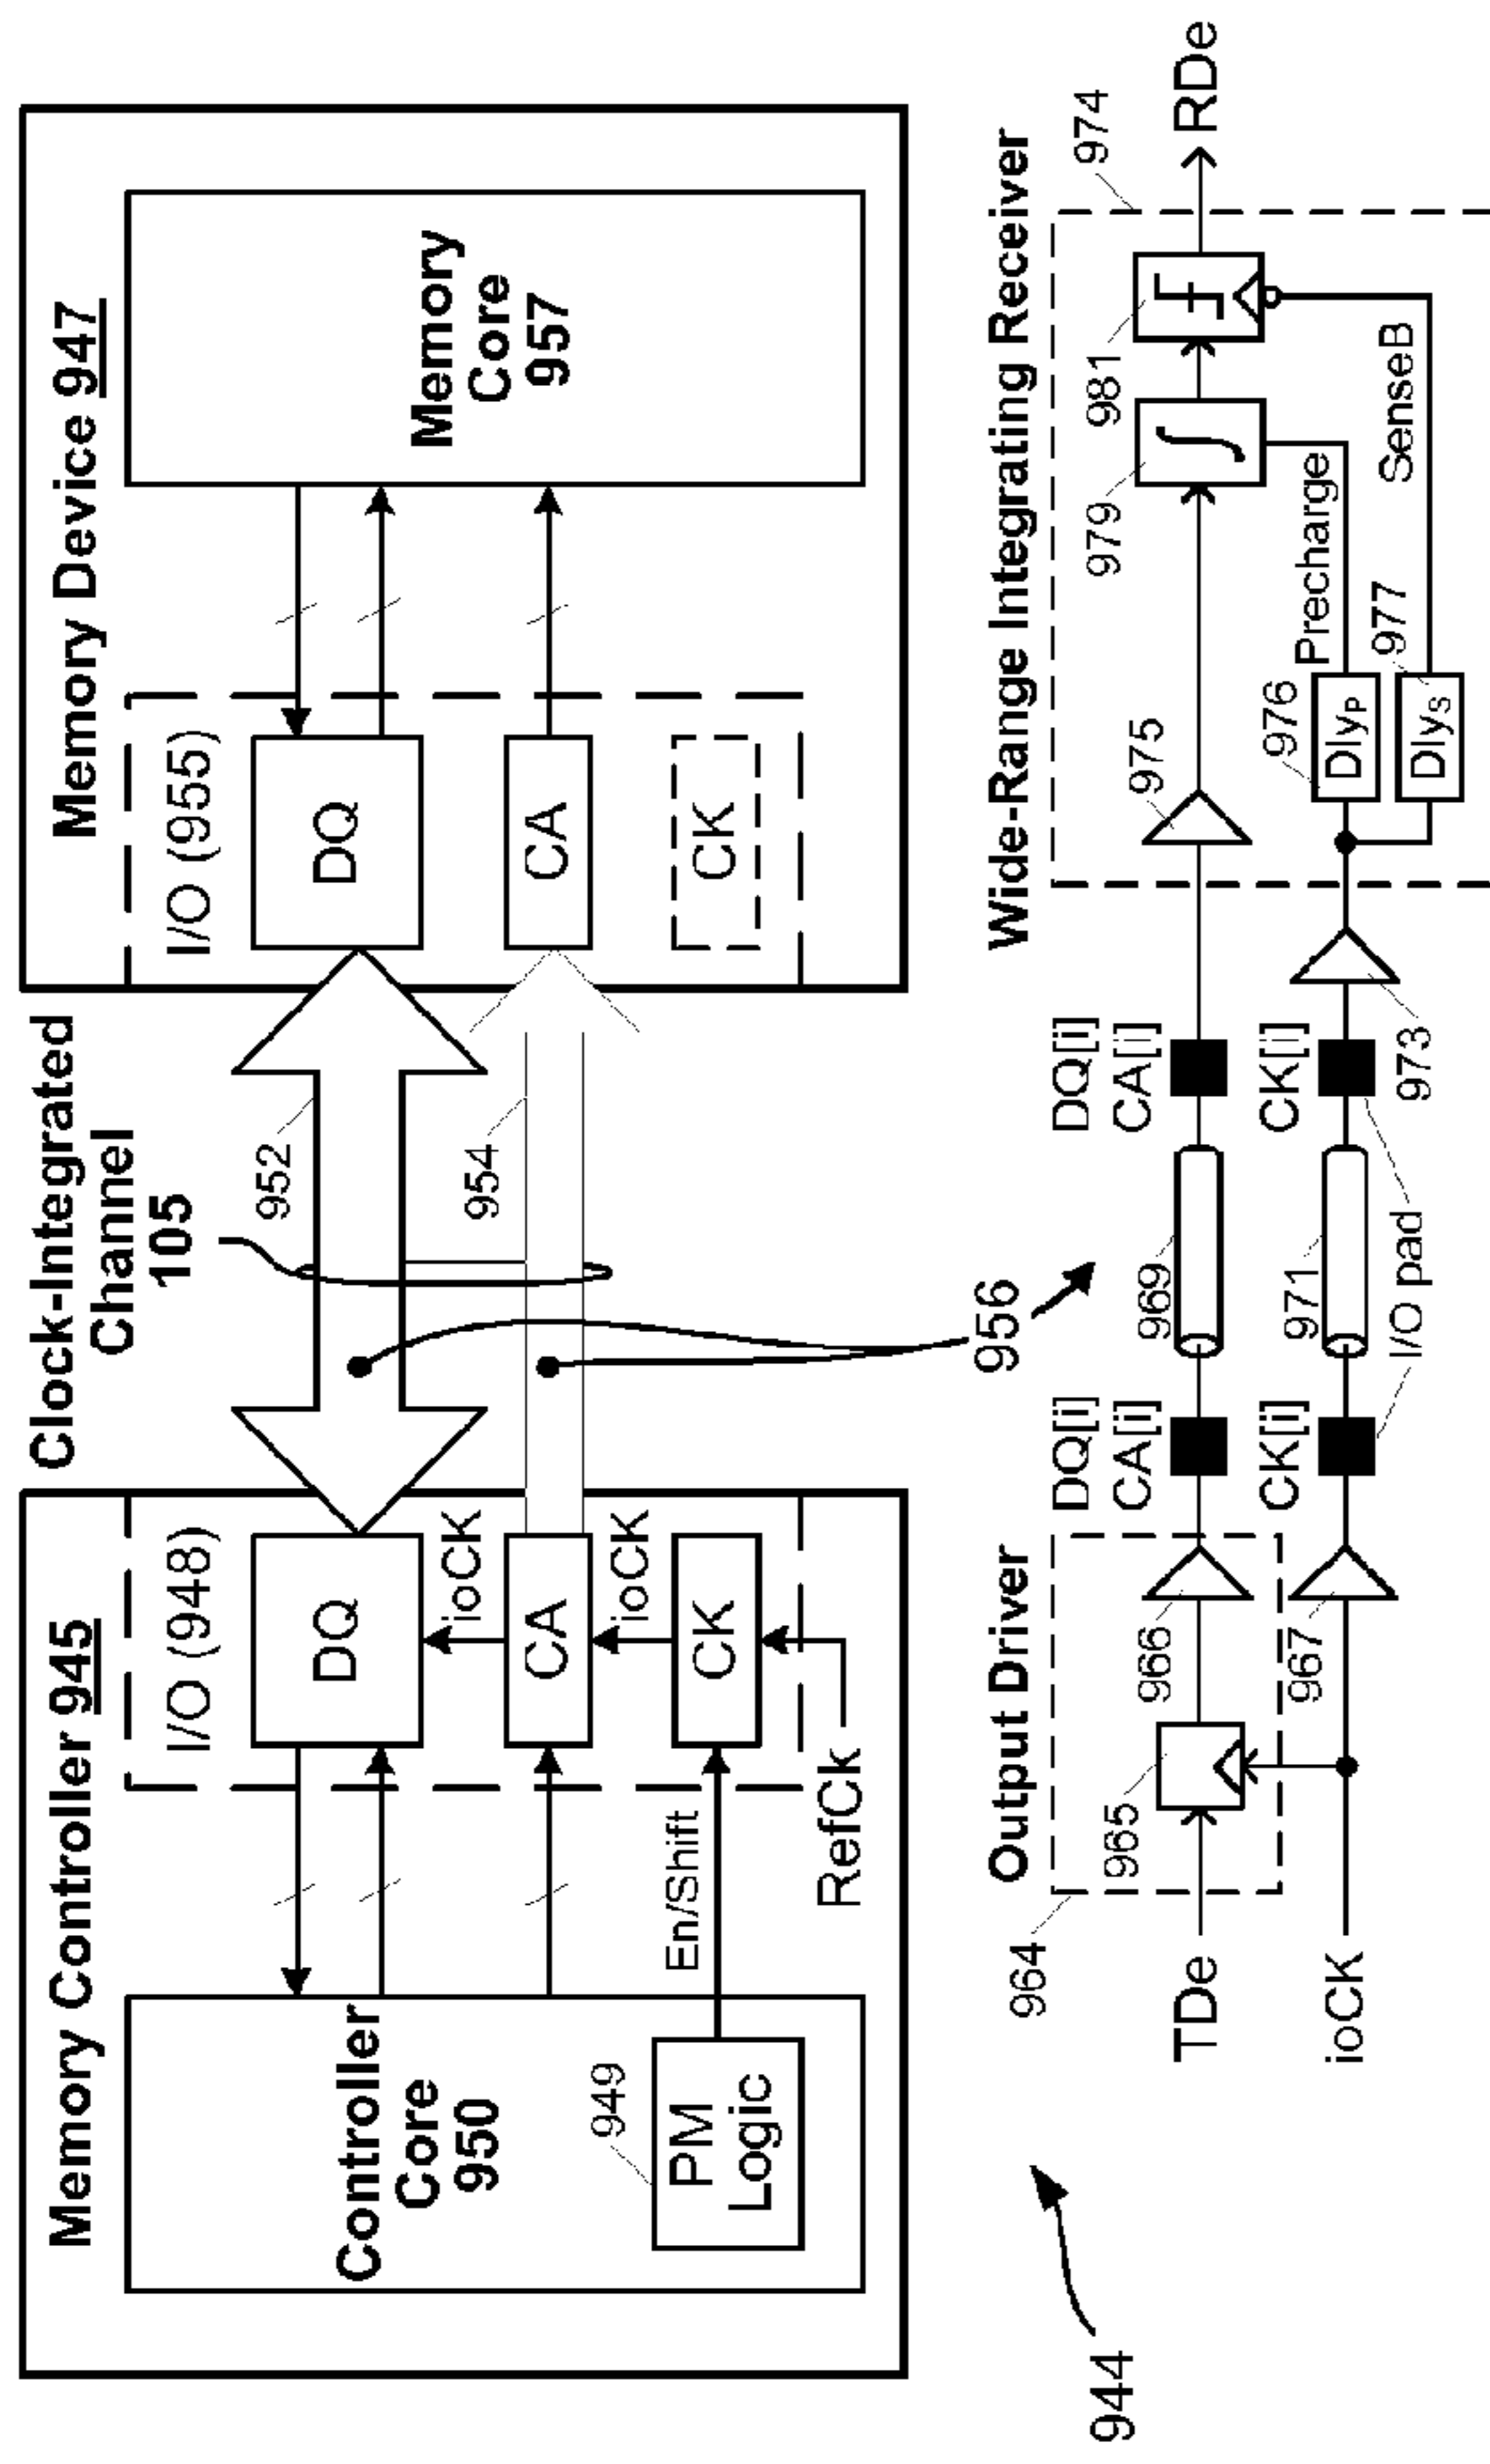 Memory Controller 945
Controller
Core
950
949
PM
Logic
En/Shift
RefCk
I/O (948)
DQ
ioCK
CA
ioCK
CK
Clock-Integrated
Channel
105
952
954
956
Memory Device 947
I/O (955)
DQ
CA
CK
Memory
Core
957
944
Output Driver
964
TDe
ioCK
965
966
967
DQ[i]
CA[i]
CK[i]
969
971
I/O pad
DQ[i]
CA[i]
CK[i]
973
Wide-Range Integrating Receiver
974
975
976
DlyP
977
DlyS
Precharge
SenseB
979
981
RDe